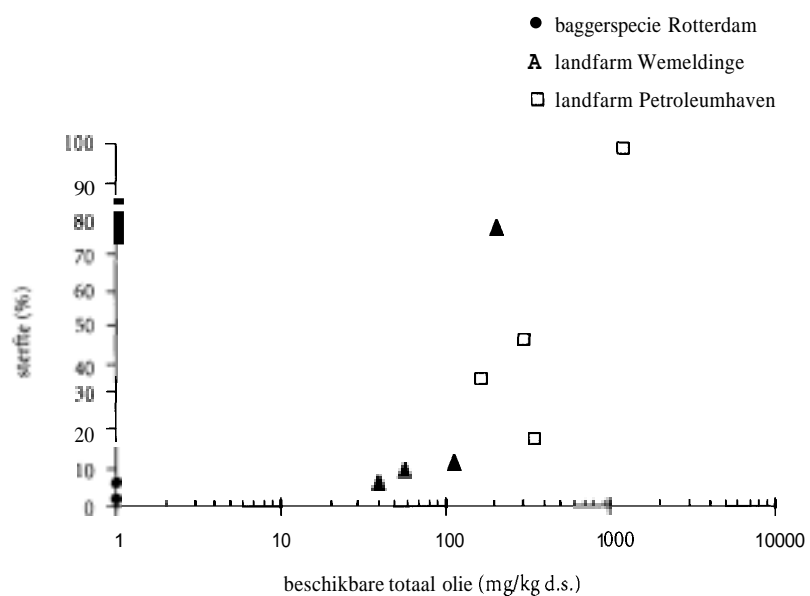 baggerspecie Rotterdam
A landfarm Wemeldinge
landfarm Petroleumhaven
100
90
80
70
60
50
40
30
20
10
0
sterfte (%)
1 10 100 1000 10000
beschikbare totaal olie (mg/kg d.s.)